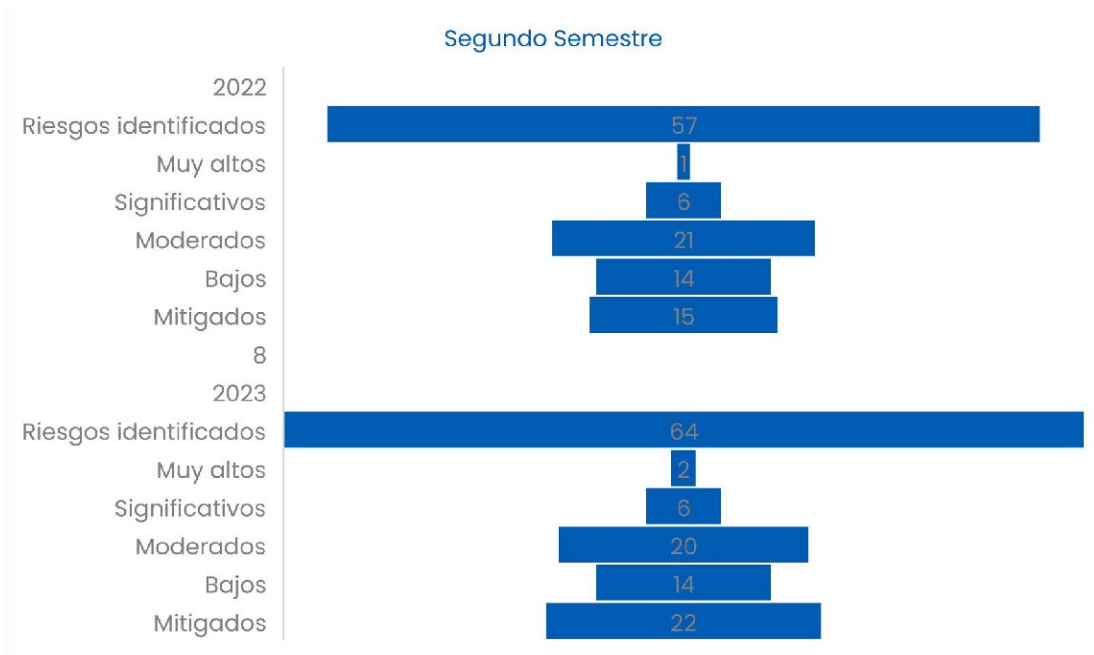 Segundo Semestre
2022
Riesgos identificados 57
Muy altos 1
Significativos 6
Moderados 21
Bajos 14
Mitigados 15
8
2023
Riesgos identificados 64
Muy altos 2
Significativos 6
Moderados 20
Bajos 14
Mitigados 22